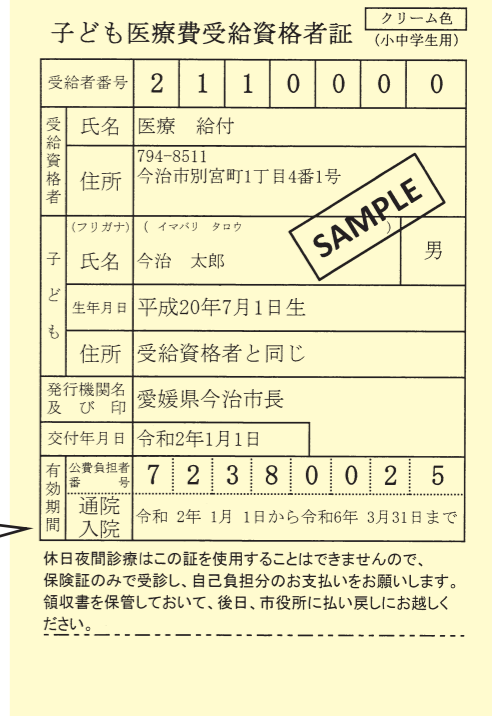 子ども医療費受給資格者証
クリーム色
(小中学生用)
受給者番号 2 1 1 0 0 0 0
受給資格者
氏名 医療 給付
住所 794-8511
今治市別宮町1丁目4番1号
SAMPLE
子ども
(フリガナ) ( イマバリ タロウ )
氏名 今治 太郎 男
生年月日 平成20年7月1日生
住所 受給資格者と同じ
発行機関名
及び印 愛媛県今治市長
交付年月日 令和2年1月1日
有効期間
公費負担者
番号 7 2 3 8 0 0 2 5
通院
入院 令和 2年 1月 1日から令和6年 3月31日まで
休日夜間診療はこの証を使用することはできませんので、
保険証のみで受診し、自己負担分のお支払いをお願いします。
領収書を保管しておいて、後日、市役所に払い戻しにお越しく
ださい。